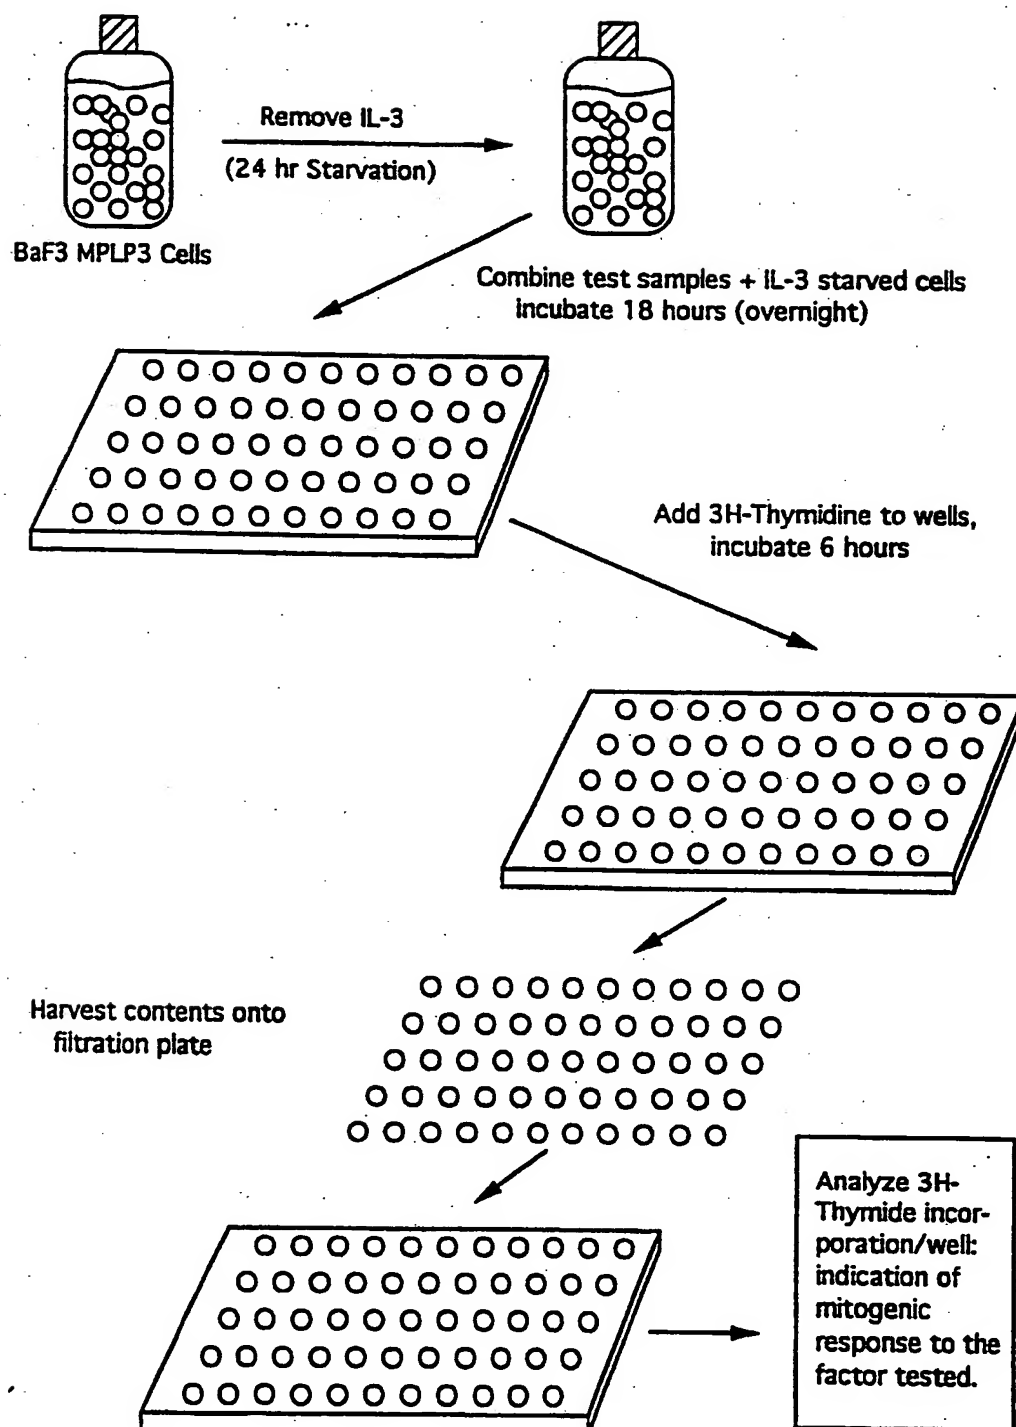 Remove IL-3
(24 hr Starvation)
BaF3 MPLP3 Cells
Combine test samples + IL-3 starved cells
incubate 18 hours (overnight)
Add 3H-Thymidine to wells,
incubate 6 hours
Harvest contents onto
filtration plate
Analyze 3H-
Thymide incor-
poration/well:
indication of
mitogenic
response to the
factor tested.